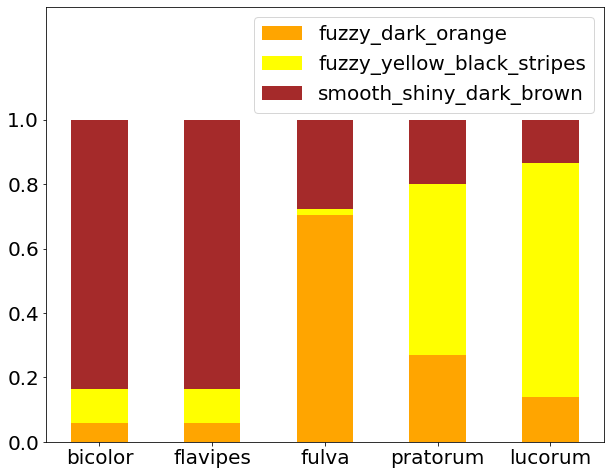 fuzzy_dark_orange
fuzzy_yellow_black_stripes
smooth_shiny_dark_brown
1.0
0.8
0.6
0.4
0.2
0.0
bicolor flavipes fulva pratorum lucorum